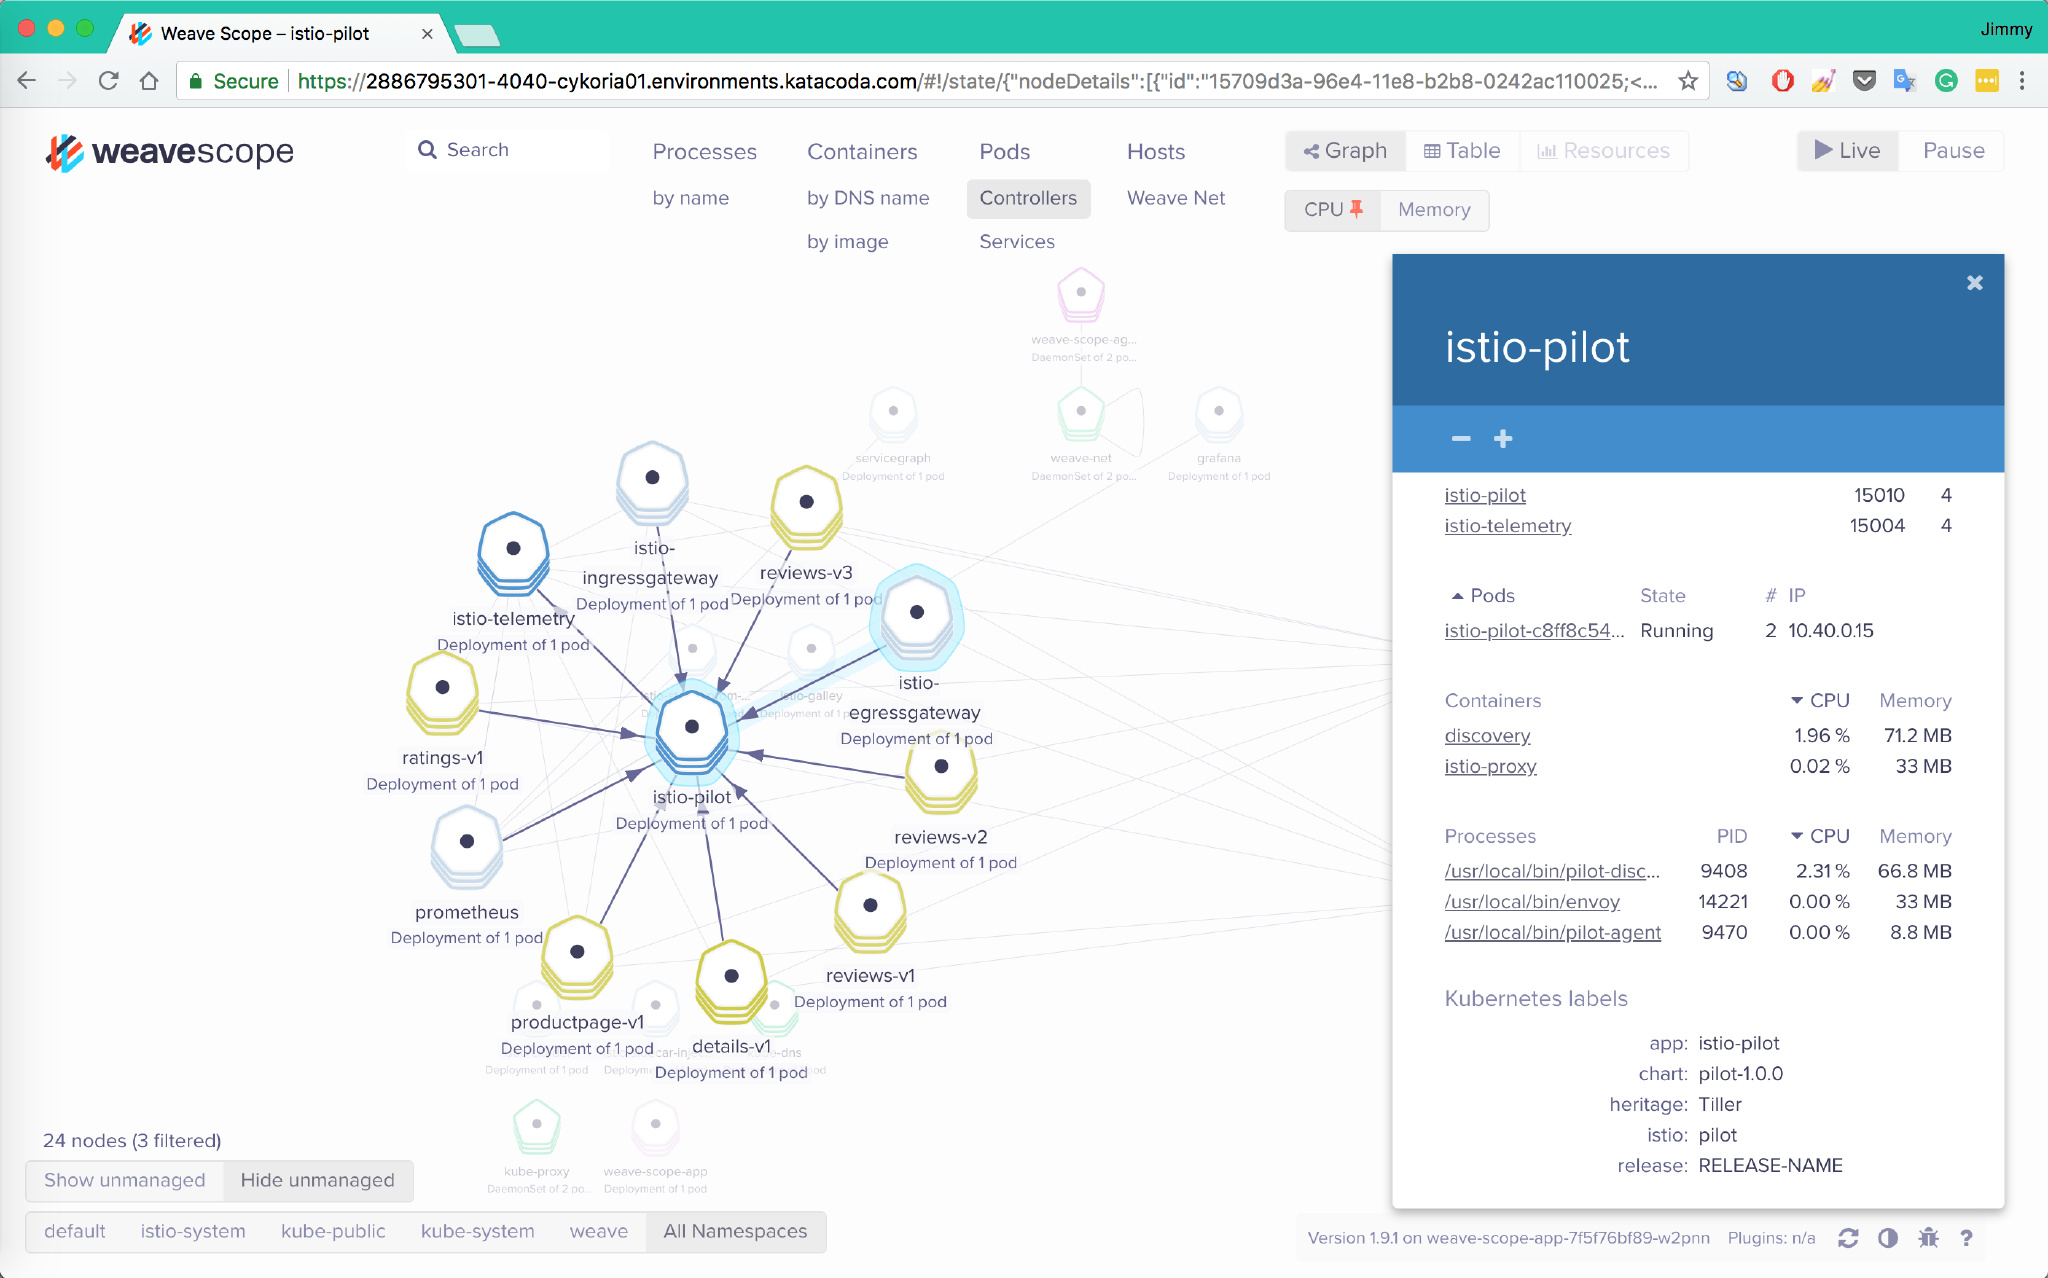 Weave Scope – istio-pilot
Jimmy
Secure https://2886795301-4040-cykoria01.environments.katacoda.com/#!/state/{"nodeDetails":[{"id":"15709d3a-96e4-11e8-b2b8-0242ac110025;<...
weavescope
Search
Processes
by name
Containers
by DNS name
by image
Pods
Controllers
Services
Hosts
Weave Net
Graph Table Resources
CPU Memory
Live Pause
weave-scope-ag...
DaemonSet of 2 po...
servicegraph
Deployment of 1 pod
weave-net
DaemonSet of 2 po...
grafana
Deployment of 1 pod
istio-
ingressgateway
Deployment of 1 pod
reviews-v3
Deployment of 1 pod
istio-telemetry
Deployment of 1 pod
istio-galley
Deployment of 1 p
istio-
egressgateway
Deployment of 1 pod
ratings-v1
Deployment of 1 pod
istio-pilot
Deployment of 1 pod
reviews-v2
Deployment of 1 pod
prometheus
Deployment of 1 pod
reviews-v1
Deployment of 1 pod
productpage-v1
Deployment of 1 pod
Deployment of 1 pod
details-v1
Deployment of 1 pod
kube-proxy
DaemonSet of 2 po...
weave-scope-app
Deployment of 1 pod
istio-pilot
istio-pilot 15010 4
istio-telemetry 15004 4
Pods State # IP
istio-pilot-c8ff8c54... Running 2 10.40.0.15
Containers CPU Memory
discovery 1.96 % 71.2 MB
istio-proxy 0.02 % 33 MB
Processes PID CPU Memory
/usr/local/bin/pilot-disc... 9408 2.31 % 66.8 MB
/usr/local/bin/envoy 14221 0.00 % 33 MB
/usr/local/bin/pilot-agent 9470 0.00 % 8.8 MB
Kubernetes labels
app: istio-pilot
chart: pilot-1.0.0
heritage: Tiller
istio: pilot
release: RELEASE-NAME
24 nodes (3 filtered)
Show unmanaged Hide unmanaged
default istio-system kube-public kube-system weave All Namespaces
Version 1.9.1 on weave-scope-app-7f5f76bf89-w2pnn Plugins: n/a ?